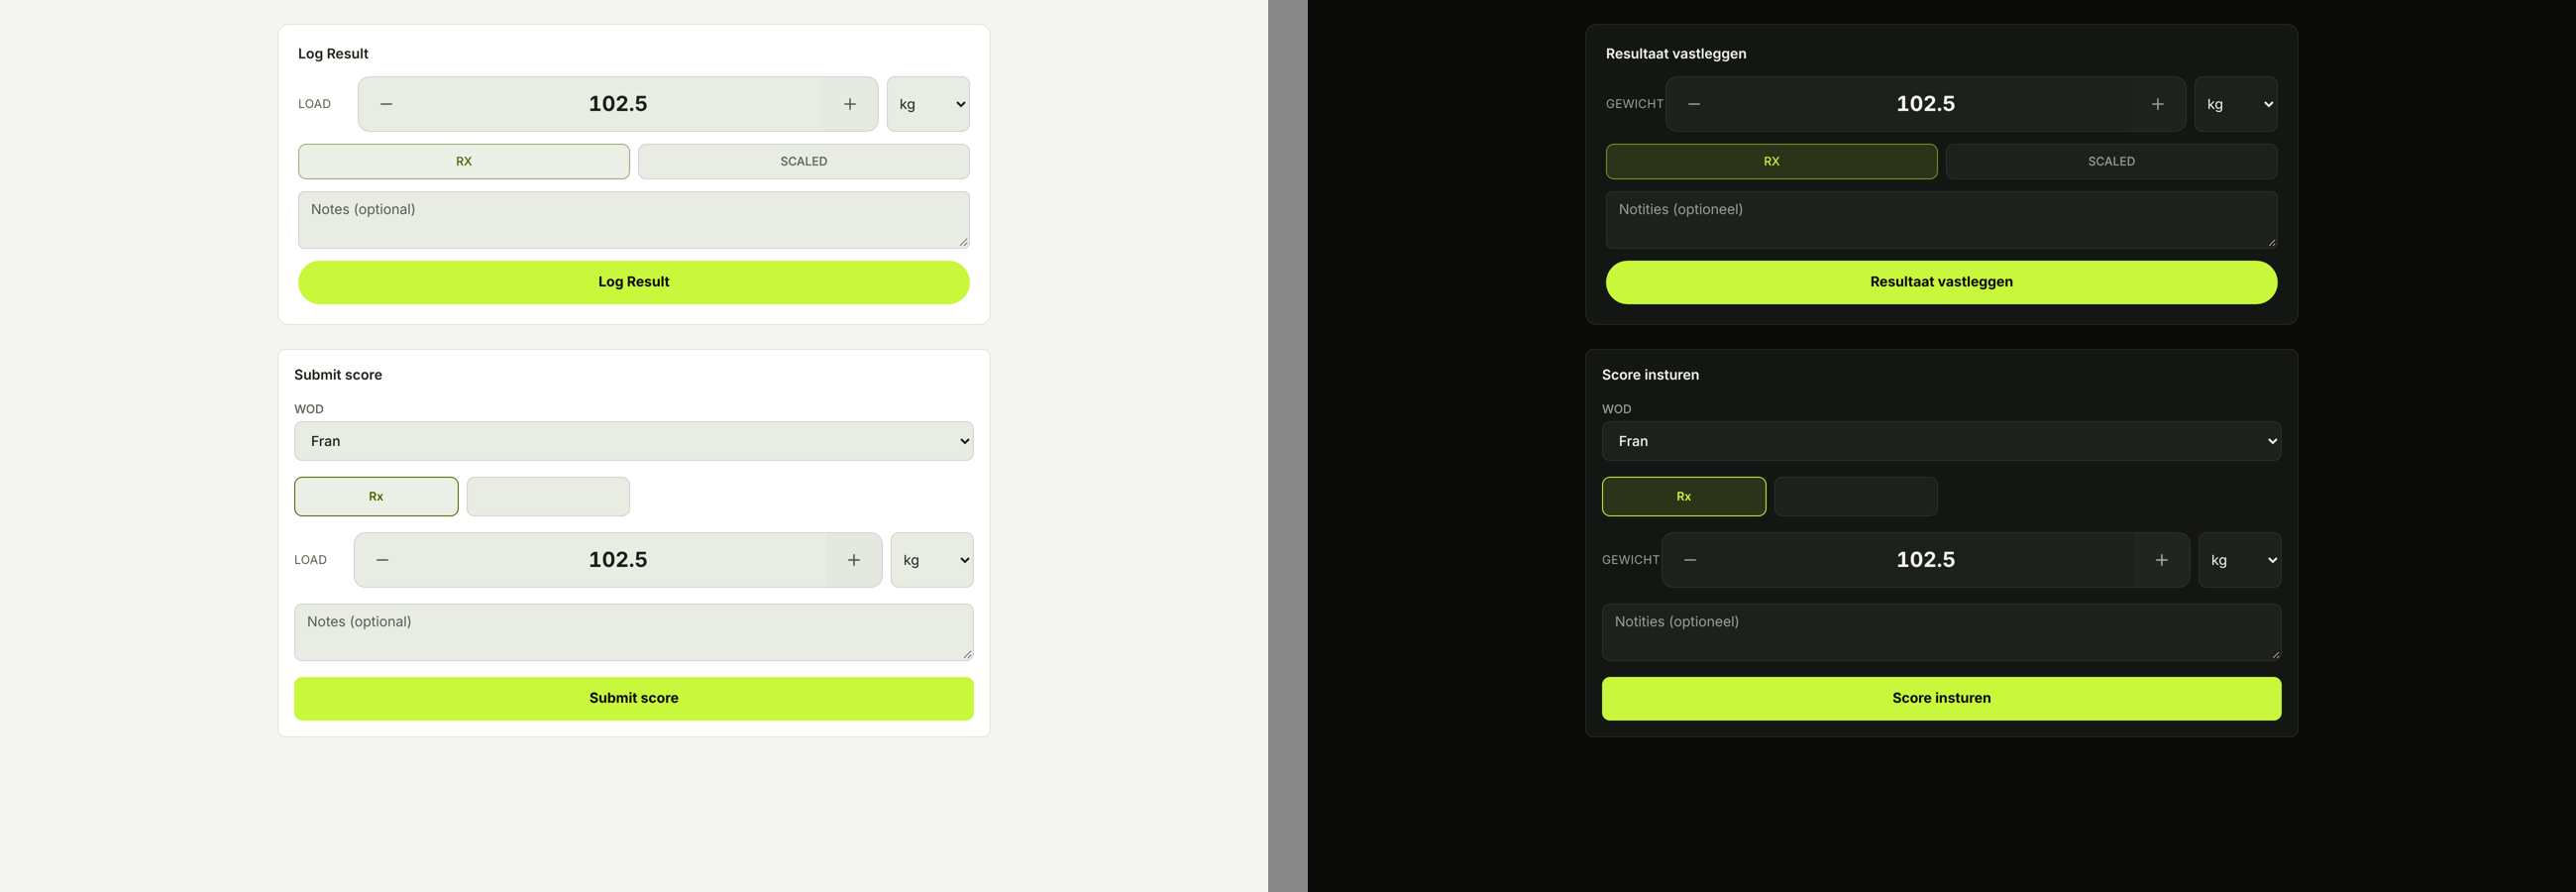 Log Result
LOAD − 102.5 + kg
RX SCALED
Notes (optional)
Log Result
Submit score
WOD
Fran
Rx
LOAD − 102.5 + kg
Notes (optional)
Submit score
Resultaat vastleggen
GEWICHT − 102.5 + kg
RX SCALED
Notities (optioneel)
Resultaat vastleggen
Score insturen
WOD
Fran
Rx
GEWICHT − 102.5 + kg
Notities (optioneel)
Score insturen